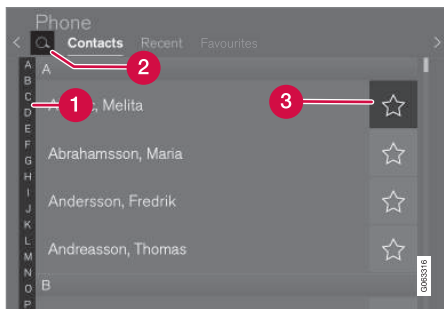 Phone
< Contacts Recent Favourites >
2
A
A
B
C
D
E
F
G
H
I
J
K
L
M
N
O
P
1
Melita
3
Abrahamsson, Maria
Andersson, Fredrik
Andreasson, Thomas
B
G063316